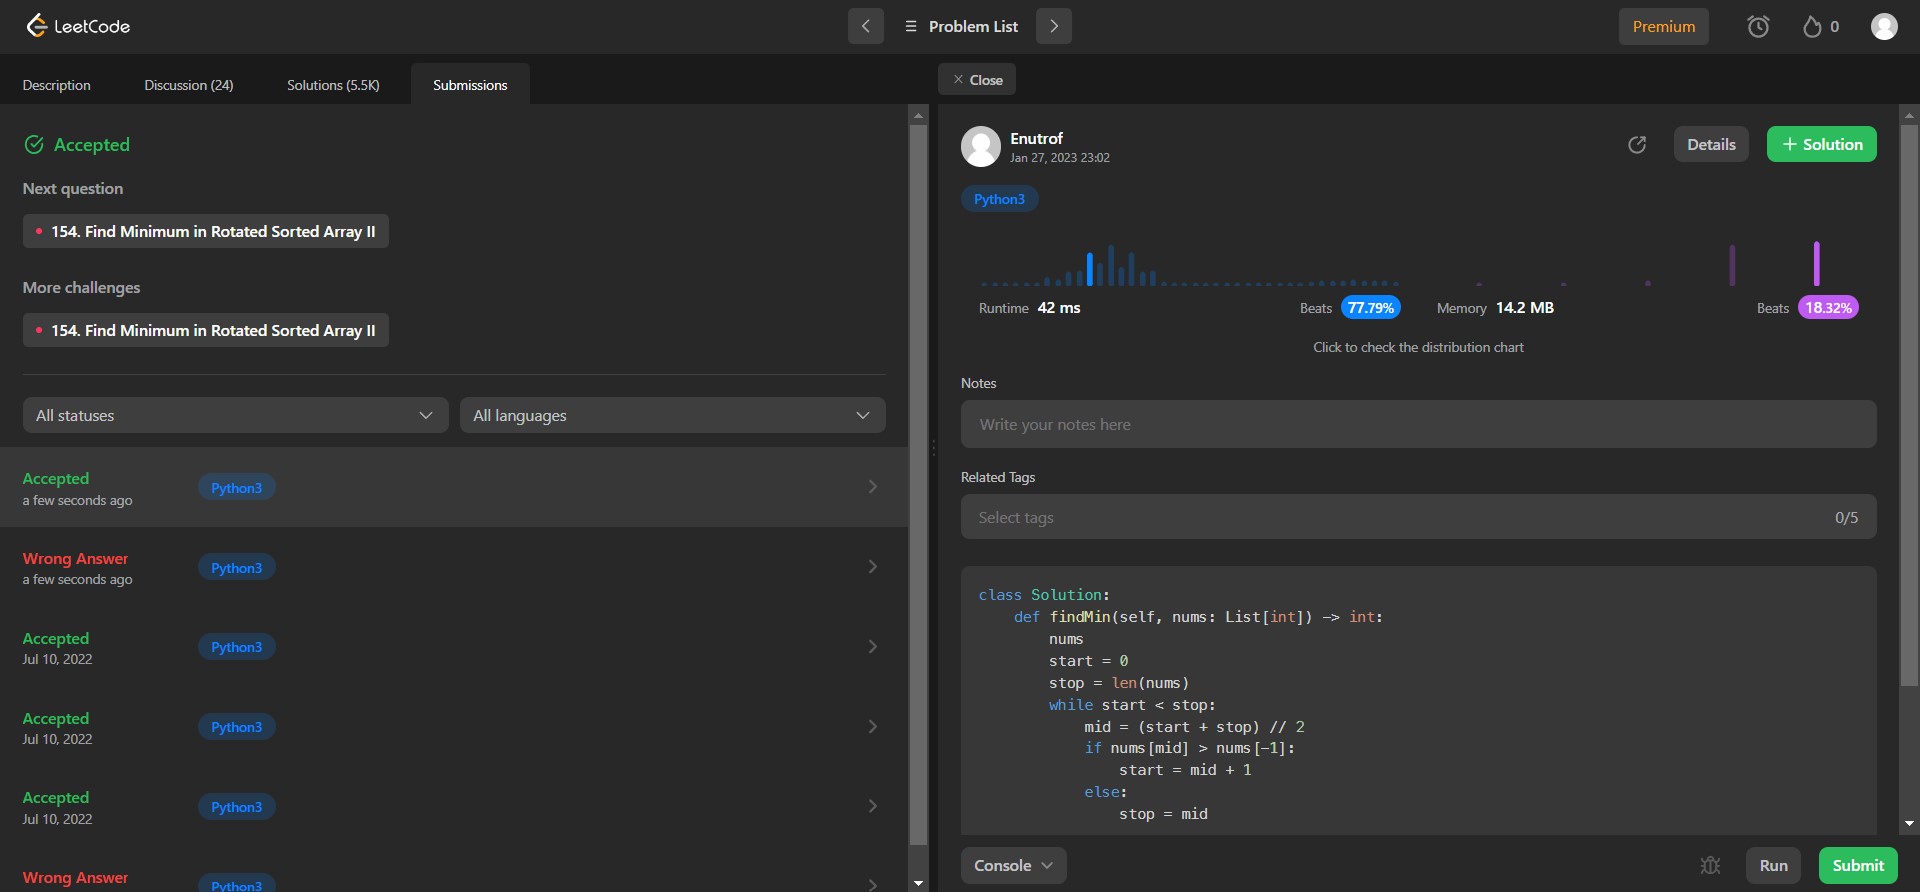 LeetCode
Problem List
Premium
0
Description
Discussion (24)
Solutions (5.5K)
Submissions
Close
Accepted
Next question
154. Find Minimum in Rotated Sorted Array II
More challenges
154. Find Minimum in Rotated Sorted Array II
All statuses
All languages
Accepted
a few seconds ago
Python3
Wrong Answer
a few seconds ago
Python3
Accepted
Jul 10, 2022
Python3
Accepted
Jul 10, 2022
Python3
Accepted
Jul 10, 2022
Python3
Wrong Answer
Python3
Enutrof
Jan 27, 2023 23:02
Details
+ Solution
Python3
Runtime 42 ms
Beats 77.79%
Memory 14.2 MB
Beats 18.32%
Click to check the distribution chart
Notes
Write your notes here
Related Tags
Select tags
0/5
class Solution:
    def findMin(self, nums: List[int]) -> int:
        nums
        start = 0
        stop = len(nums)
        while start < stop:
            mid = (start + stop) // 2
            if nums[mid] > nums[-1]:
                start = mid + 1
            else:
                stop = mid
Console
Run
Submit